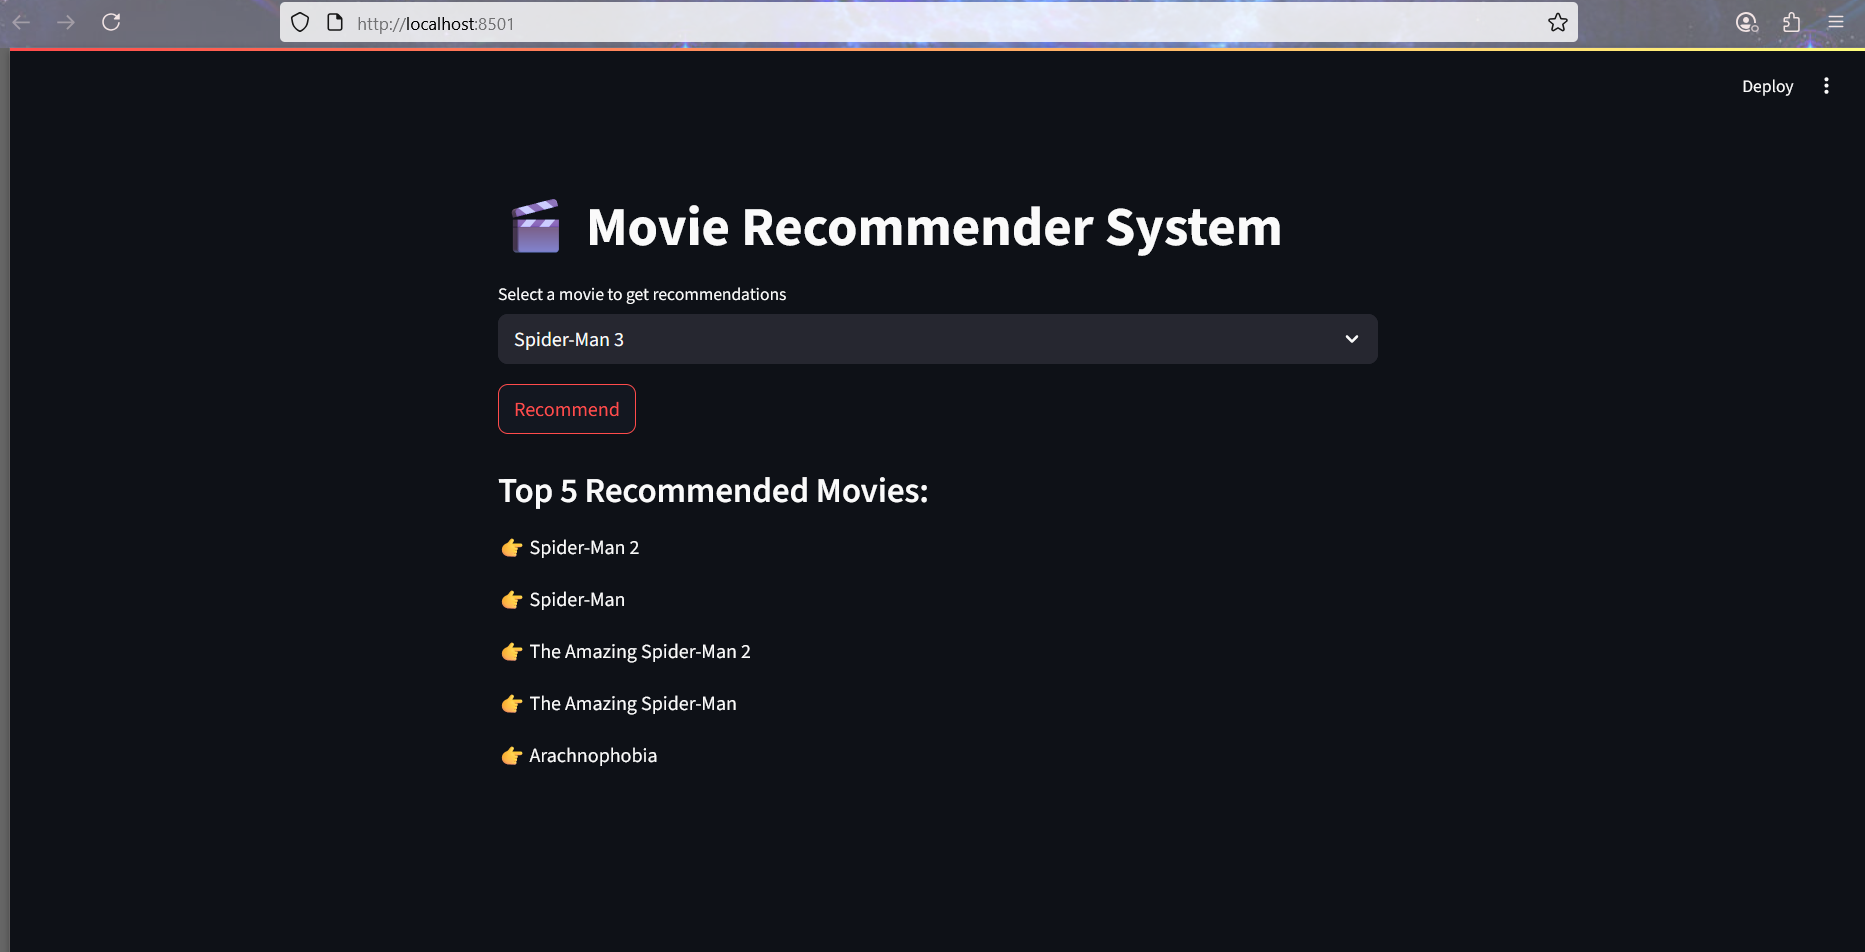 http://localhost:8501
Deploy
Movie Recommender System
Select a movie to get recommendations
Spider-Man 3
Recommend
Top 5 Recommended Movies:
👉 Spider-Man 2
👉 Spider-Man
👉 The Amazing Spider-Man 2
👉 The Amazing Spider-Man
👉 Arachnophobia